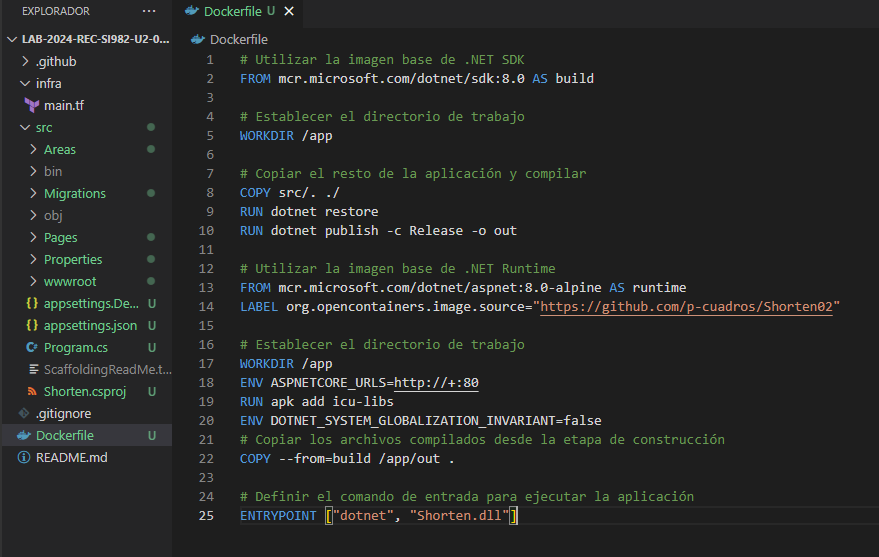 EXPLORADOR ···
LAB-2024-REC-SI982-U2-0...
.github
infra
main.tf
src
Areas
bin
Migrations
obj
Pages
Properties
wwwroot
{} appsettings.De... U
{} appsettings.json U
C# Program.cs U
ScaffoldingReadMe.t...
Shorten.csproj U
.gitignore
Dockerfile U
README.md
Dockerfile U ×
Dockerfile
1 # Utilizar la imagen base de .NET SDK
2 FROM mcr.microsoft.com/dotnet/sdk:8.0 AS build
3
4 # Establecer el directorio de trabajo
5 WORKDIR /app
6
7 # Copiar el resto de la aplicación y compilar
8 COPY src/. ./
9 RUN dotnet restore
10 RUN dotnet publish -c Release -o out
11
12 # Utilizar la imagen base de .NET Runtime
13 FROM mcr.microsoft.com/dotnet/aspnet:8.0-alpine AS runtime
14 LABEL org.opencontainers.image.source="https://github.com/p-cuadros/Shorten02"
15
16 # Establecer el directorio de trabajo
17 WORKDIR /app
18 ENV ASPNETCORE_URLS=http://+:80
19 RUN apk add icu-libs
20 ENV DOTNET_SYSTEM_GLOBALIZATION_INVARIANT=false
21 # Copiar los archivos compilados desde la etapa de construcción
22 COPY --from=build /app/out .
23
24 # Definir el comando de entrada para ejecutar la aplicación
25 ENTRYPOINT ["dotnet", "Shorten.dll"]